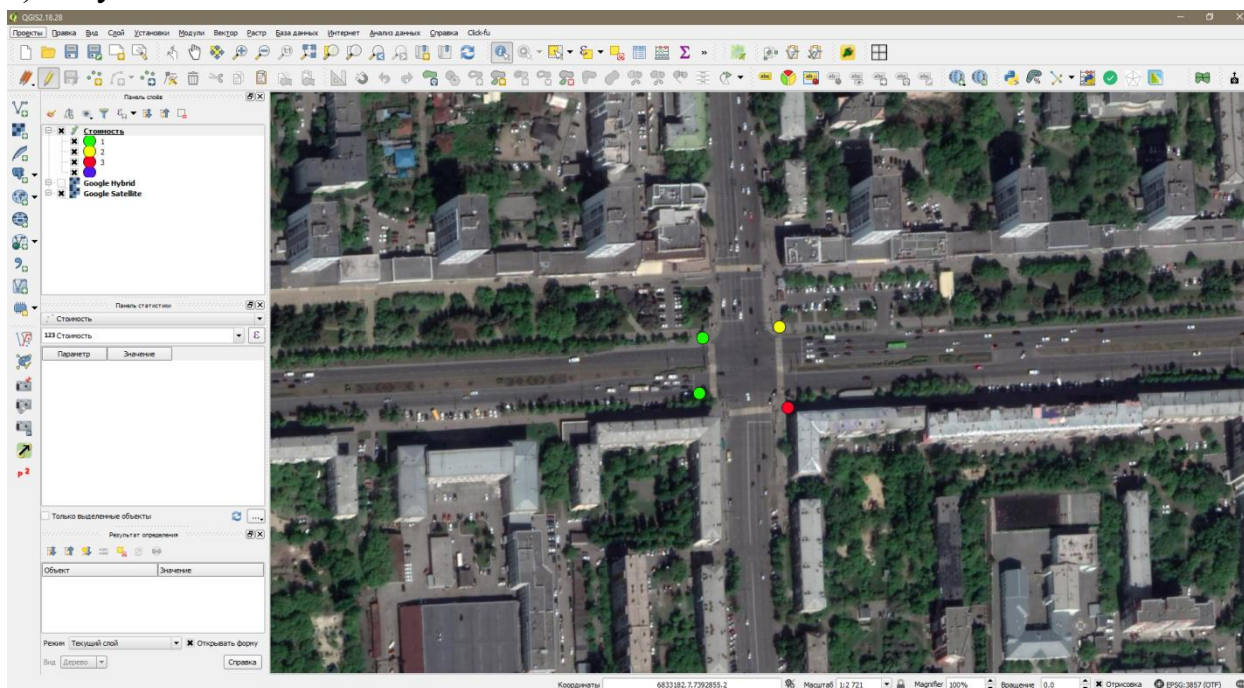 QGIS2.18.28
Проекты Правка Вид Слой Установки Модули Вектор Растр База данных Интернет Анализ данных Справка Click-fu
Панель слоёв
Стоимость
1
2
3
Google Hybrid
Google Satellite
Панель статистики
Стоимость
123 Стоимость
Параметр Значение
Только выделенные объекты
Результат определения
Объект Значение
Режим Текущий слой Открывать форму
Вид Дерево Справка
Координаты 6833182.7,7392855.2 Масштаб 1:2 721 Magnifier 100% Вращение 0.0 Отрисовка EPSG:3857 (OTF)